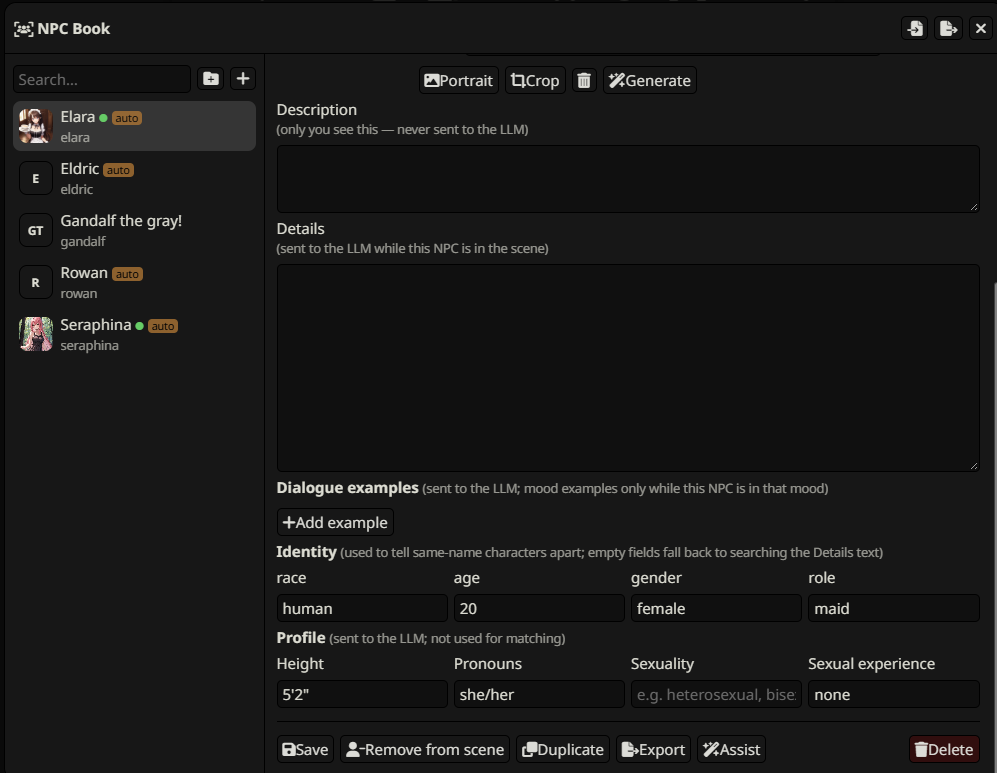 NPC Book
Search...
Elara auto
elara
E Eldric auto
eldric
GT Gandalf the gray!
gandalf
R Rowan auto
rowan
Seraphina auto
seraphina
Portrait Crop Generate
Description
(only you see this — never sent to the LLM)
Details
(sent to the LLM while this NPC is in the scene)
Dialogue examples (sent to the LLM; mood examples only while this NPC is in that mood)
+Add example
Identity (used to tell same-name characters apart; empty fields fall back to searching the Details text)
race age gender role
human 20 female maid
Profile (sent to the LLM; not used for matching)
Height Pronouns Sexuality Sexual experience
5'2" she/her e.g. heterosexual, bise none
Save Remove from scene Duplicate Export Assist Delete